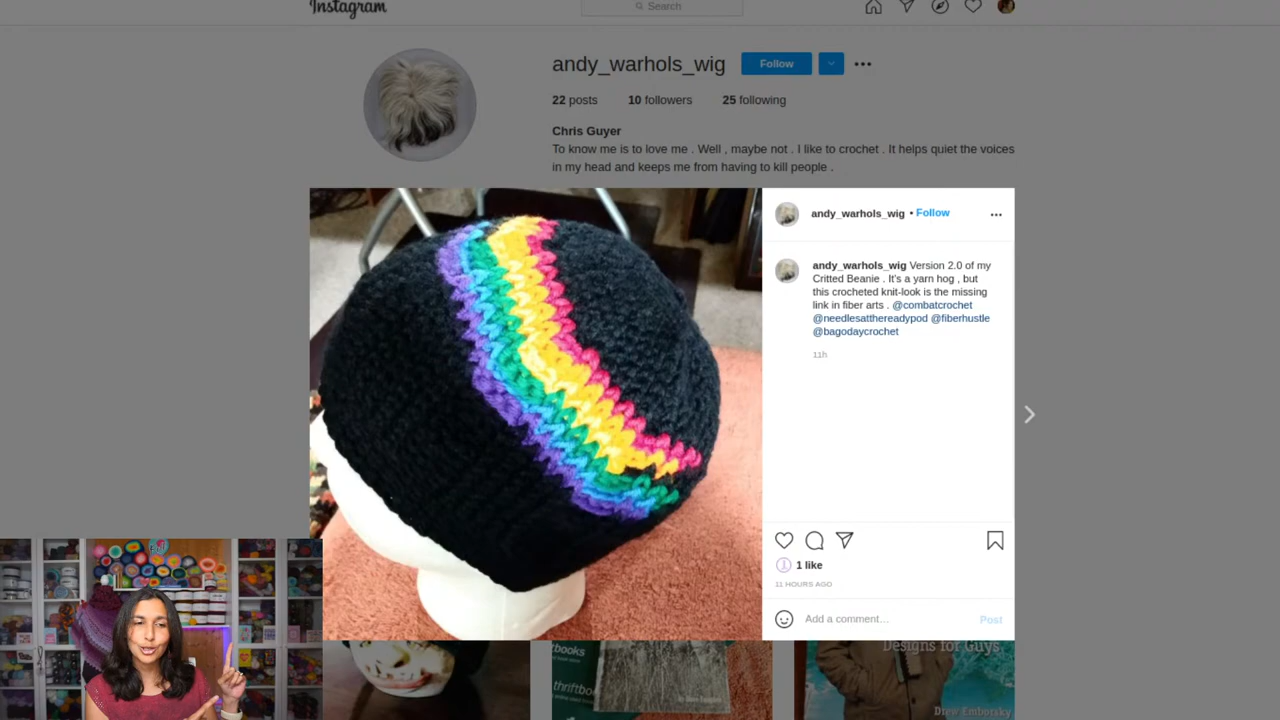 Instagram
Search
andy_warhols_wig
Follow
22 posts 10 followers 25 following
Chris Guyer
To know me is to love me . Well , maybe not . I like to crochet . It helps quiet the voices
in my head and keeps me from having to kill people .
andy_warhols_wig • Follow
andy_warhols_wig Version 2.0 of my
Critted Beanie . It's a yarn hog , but
this crocheted knit-look is the missing
link in fiber arts . @combatcrochet
@needlesatthereadypod @fiberhustle
@bagodaycrochet
11h
1 like
11 HOURS AGO
Add a comment...
Post
books
thriftbo
Designs for Guys
Drew Emborsky